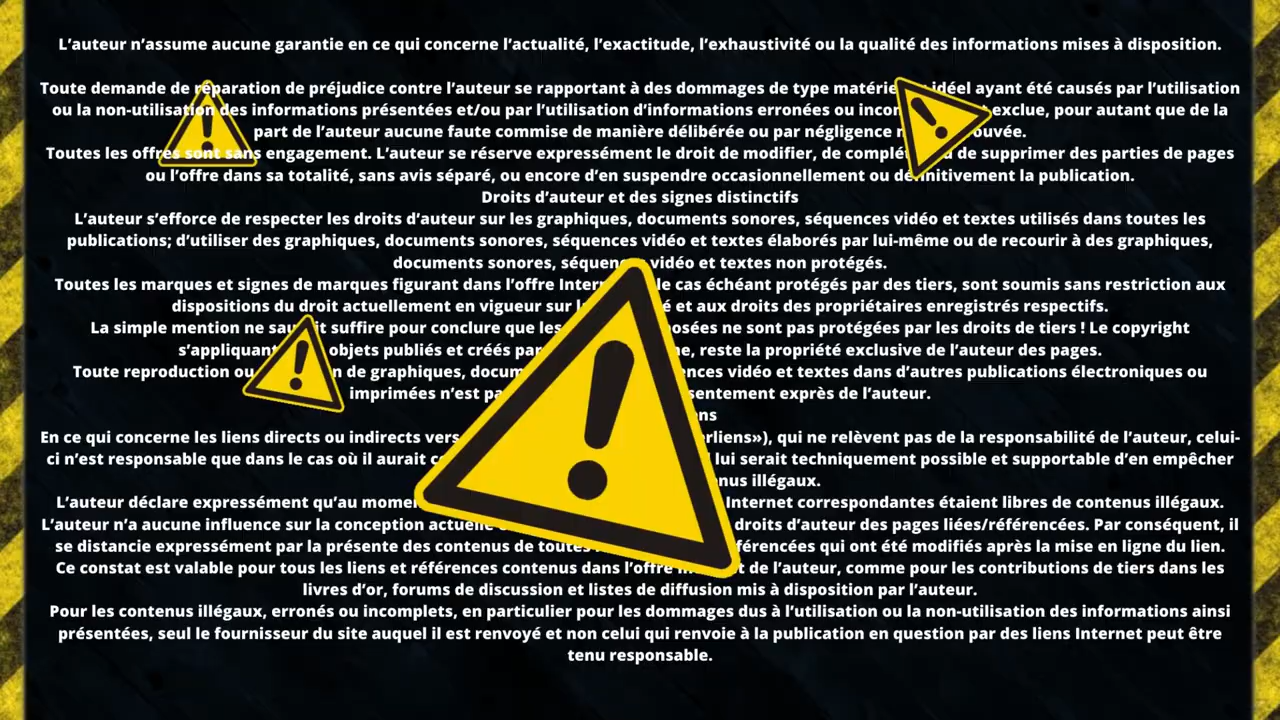 L’auteur n’assume aucune garantie en ce qui concerne l’actualité, l’exactitude, l’exhaustivité ou la qualité des informations mises à disposition.
Toute demande de réparation de préjudice contre l’auteur se rapportant à des dommages de type matériel idéel ayant été causés par l’utilisation
ou la non-utilisation des informations présentées et/ou par l’utilisation d’informations erronées ou exclue, pour autant que de la
part de l’auteur aucune faute commise de manière délibérée ou par négligence
Toutes les offres sont sans engagement. L’auteur se réserve expressément le droit de modifier, de compléter de supprimer des parties de pages
ou l’offre dans sa totalité, sans avis séparé, ou encore d’en suspendre occasionnellement ou définitivement la publication.
Droits d’auteur et des signes distinctifs
L’auteur s’efforce de respecter les droits d’auteur sur les graphiques, documents sonores, séquences vidéo et textes utilisés dans toutes les
publications; d’utiliser des graphiques, documents sonores, séquences vidéo et textes élaborés par lui-même ou de recourir à des graphiques,
documents sonores, séquences vidéo et textes non protégés.
Toutes les marques et signes de marques figurant dans l’offre Internet le cas échéant protégés par des tiers, sont soumis sans restriction aux
dispositions du droit actuellement en vigueur sur et aux droits des propriétaires enregistrés respectifs.
La simple mention ne saurait suffire pour conclure que les ne sont pas protégées par les droits de tiers ! Le copyright
s’appliquant objets publiés et créés par reste la propriété exclusive de l’auteur des pages.
Toute reproduction ou de graphiques, vidéo et textes dans d’autres publications électroniques ou
imprimées n’est exprès de l’auteur.
En ce qui concerne les liens directs ou indirects vers qui ne relèvent pas de la responsabilité de l’auteur, celui-
ci n’est responsable que dans le cas où il aurait lui serait techniquement possible et supportable d’en empêcher
illégaux.
L’auteur déclare expressément qu’au moment Internet correspondantes étaient libres de contenus illégaux.
L’auteur n’a aucune influence sur la conception actuelle droits d’auteur des pages liées/référencées. Par conséquent, il
se distancie expressément par la présente des contenus de toutes qui ont été modifiés après la mise en ligne du lien.
Ce constat est valable pour tous les liens et références contenus dans l’offre de l’auteur, comme pour les contributions de tiers dans les
livres d’or, forums de discussion et listes de diffusion mis à disposition par l’auteur.
Pour les contenus illégaux, erronés ou incomplets, en particulier pour les dommages dus à l’utilisation ou la non-utilisation des informations ainsi
présentées, seul le fournisseur du site auquel il est renvoyé et non celui qui renvoie à la publication en question par des liens Internet peut être
tenu responsable.